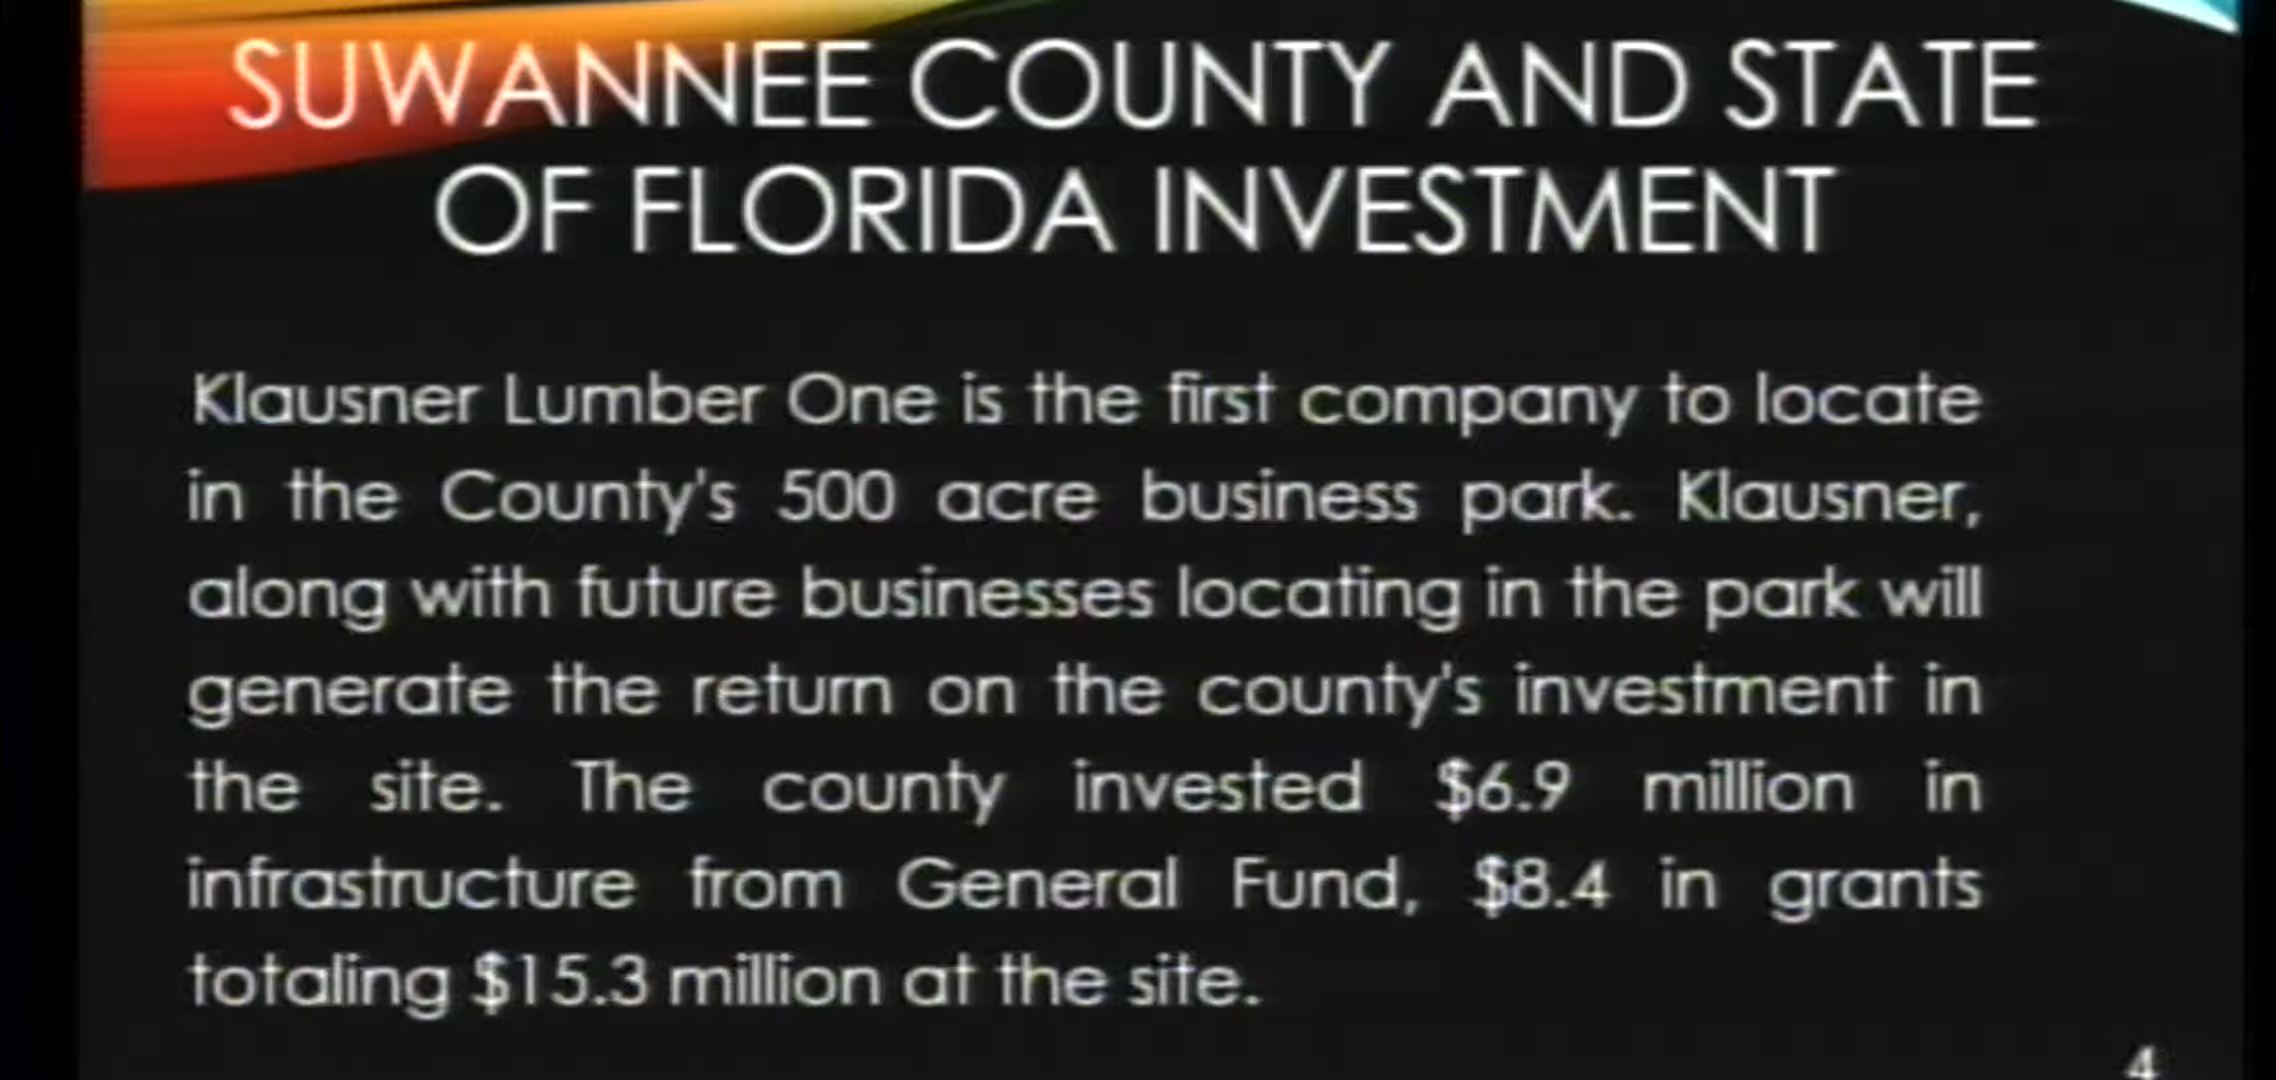 SUWANNEE COUNTY AND STATE
OF FLORIDA INVESTMENT
Klausner Lumber One is the first company to locate
in the County's 500 acre business park. Klausner,
along with future businesses locating in the park will
generate the return on the county's investment in
the site. The county invested $6.9 million in
infrastructure from General Fund, $8.4 in grants
totaling $15.3 million at the site.
4